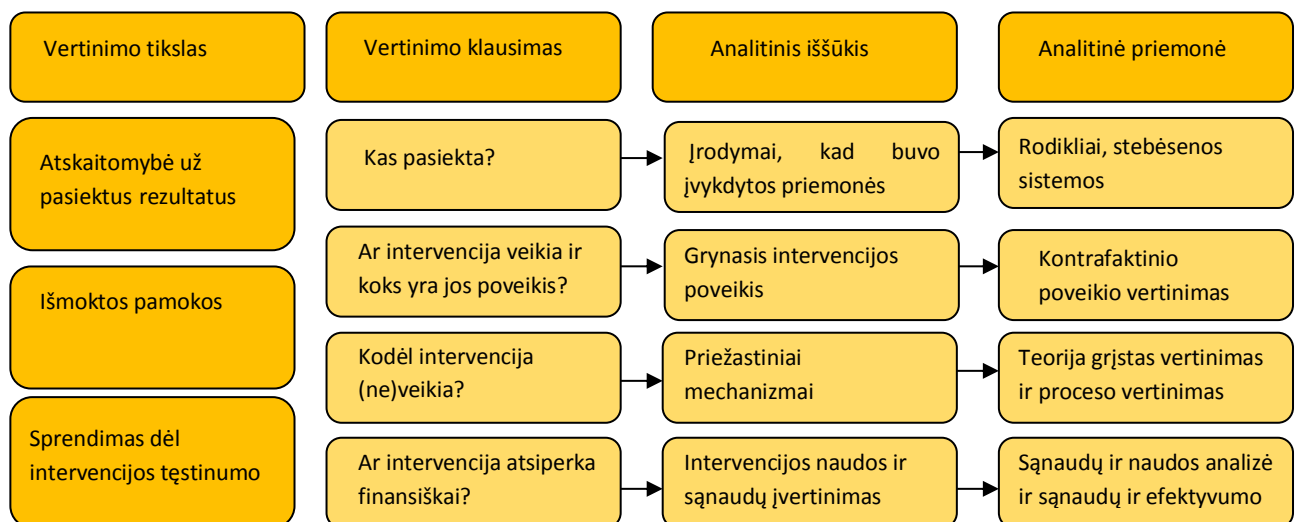 Vertinimo tikslas
Vertinimo klausimas
Analitinis iššūkis
Analitinė priemonė
Atskaitomybė už
pasiektus rezultatus
Išmoktos pamokos
Sprendimas dėl
intervencijos tęstinumo
Kas pasiekta?
Įrodymai, kad buvo
įvykdytos priemonės
Rodikliai, stebėsenos
sistemos
Ar intervencija veikia ir
koks yra jos poveikis?
Grynasis intervencijos
poveikis
Kontrafaktinio
poveikio vertinimas
Kodėl intervencija
(ne)veikia?
Priežastiniai
mechanizmai
Teorija grįstas vertinimas
ir proceso vertinimas
Ar intervencija atsiperka
finansiškai?
Intervencijos naudos ir
sąnaudų įvertinimas
Sąnaudų ir naudos analizė
ir sąnaudų ir efektyvumo